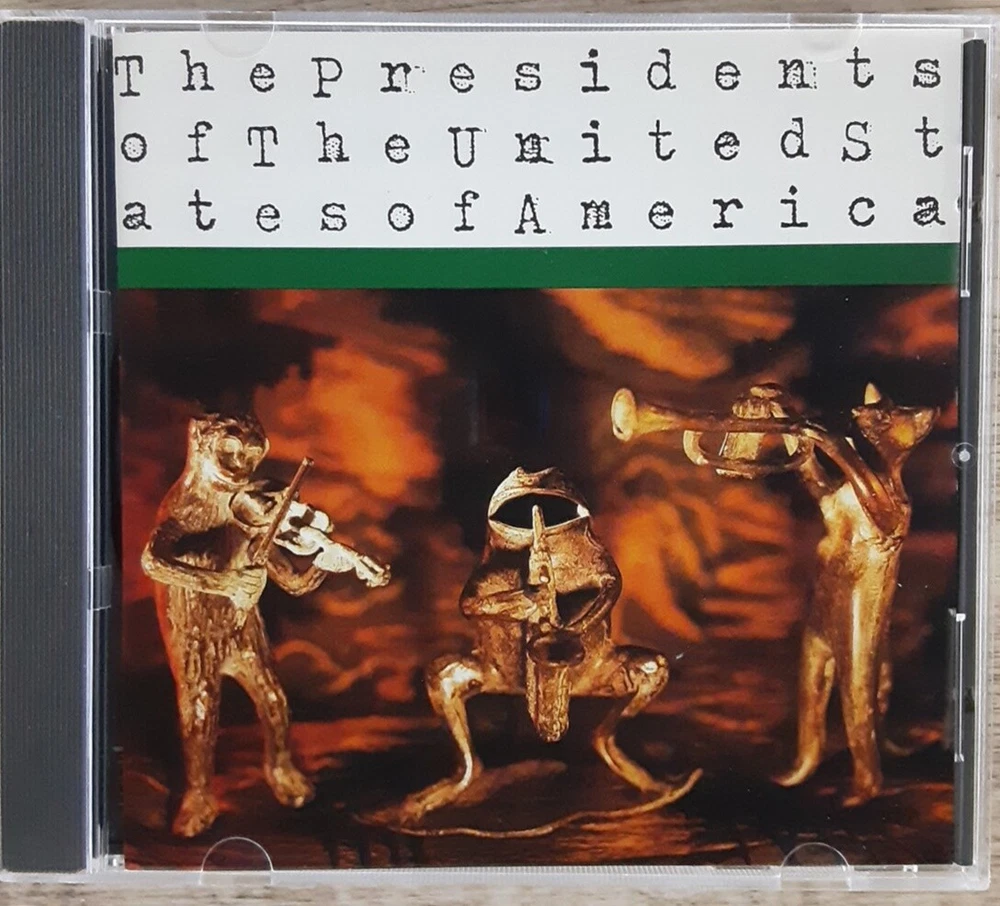 ThePresidents
ofTheUnitedSt
atesofAmerica